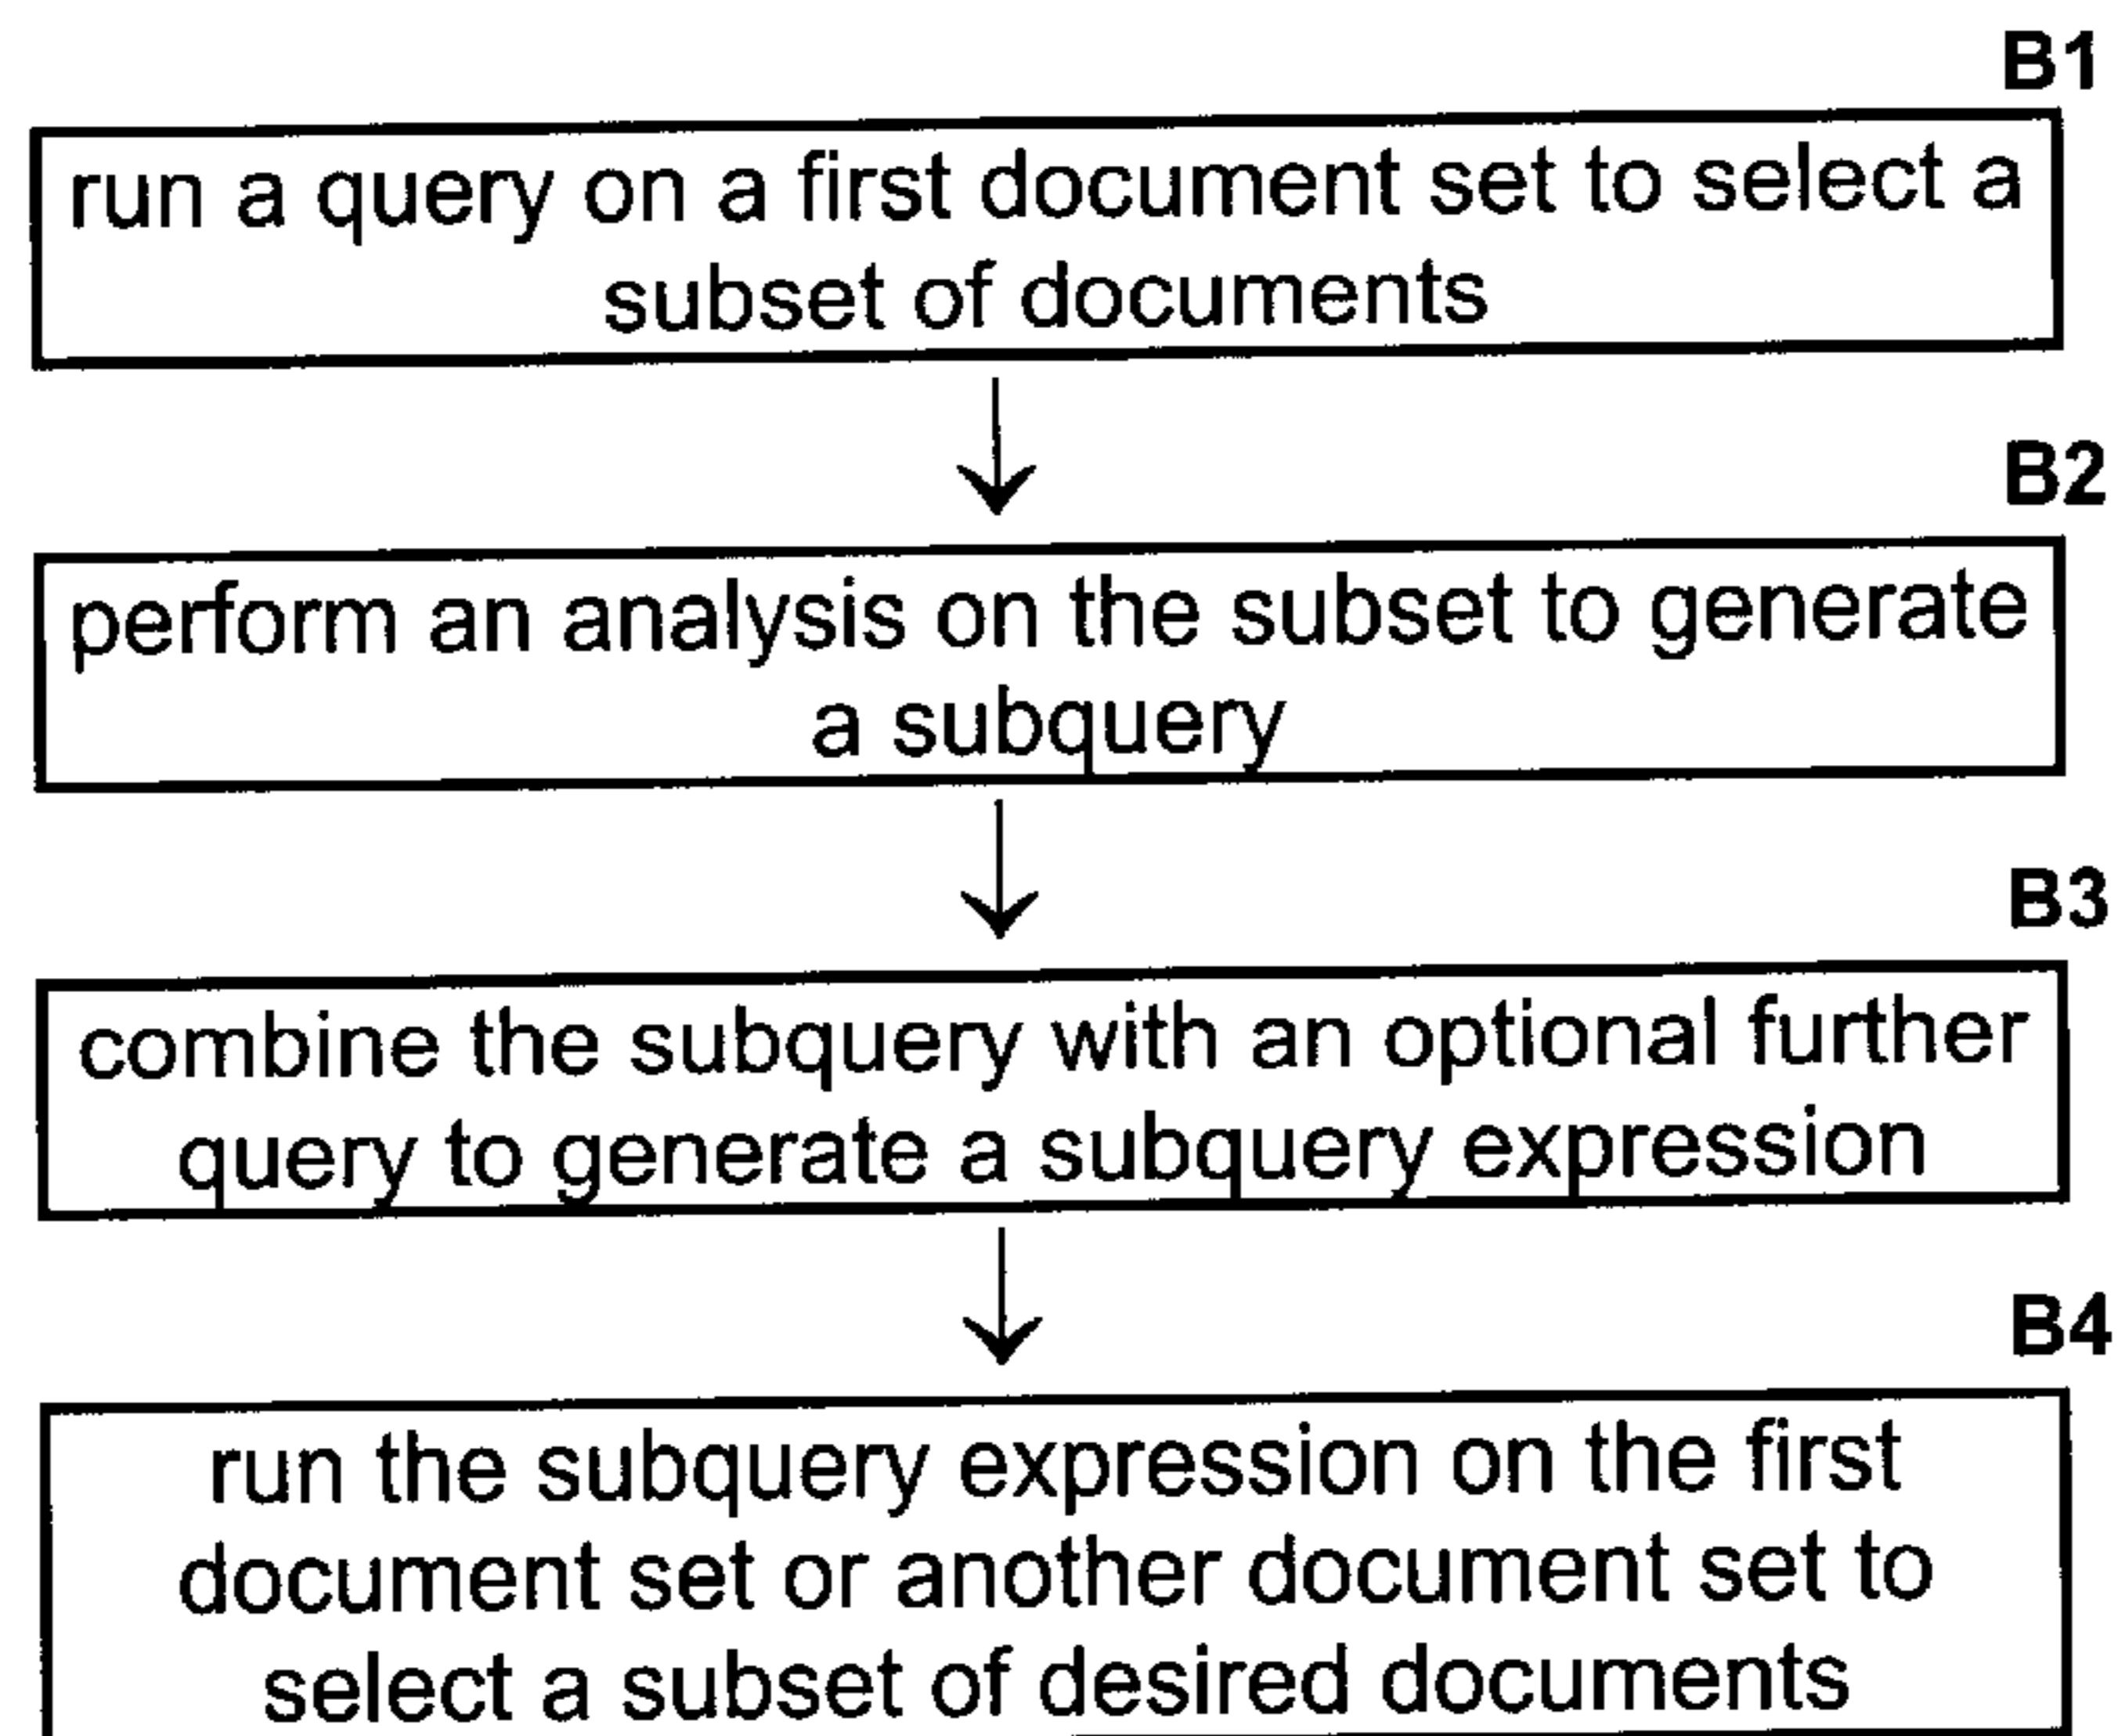 B1
run a query on a first document set to select a
subset of documents
B2
perform an analysis on the subset to generate
a subquery
B3
combine the subquery with an optional further
query to generate a subquery expression
B4
run the subquery expression on the first
document set or another document set to
select a subset of desired documents